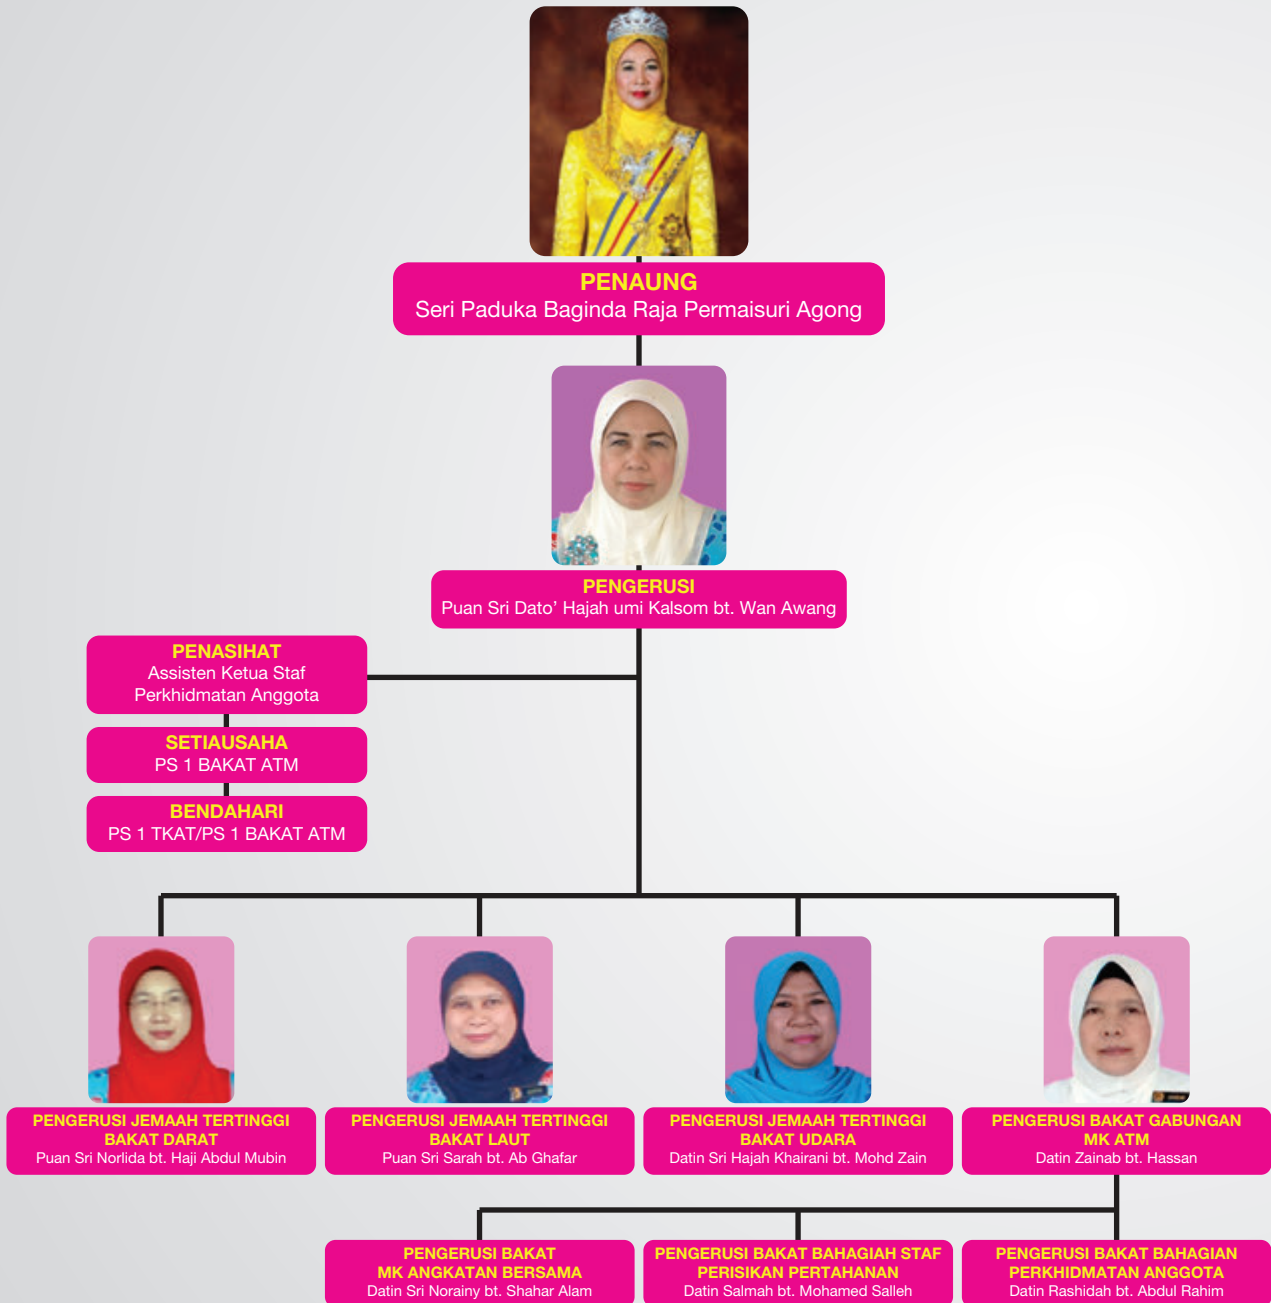 PENAUNG
Seri Paduka Baginda Raja Permaisuri Agong
PENGERUSI
Puan Sri Dato’ Hajah umi Kalsom bt. Wan Awang
PENASIHAT
Assisten Ketua Staf
Perkhidmatan Anggota
SETIAUSAHA
PS 1 BAKAT ATM
BENDAHARI
PS 1 TKAT/PS 1 BAKAT ATM
PENGERUSI JEMAAH TERTINGGI
BAKAT DARAT
Puan Sri Norlida bt. Haji Abdul Mubin
PENGERUSI JEMAAH TERTINGGI
BAKAT LAUT
Puan Sri Sarah bt. Ab Ghafar
PENGERUSI JEMAAH TERTINGGI
BAKAT UDARA
Datin Sri Hajah Khairani bt. Mohd Zain
PENGERUSI BAKAT GABUNGAN
MK ATM
Datin Zainab bt. Hassan
PENGERUSI BAKAT
MK ANGKATAN BERSAMA
Datin Sri Norainy bt. Shahar Alam
PENGERUSI BAKAT BAHAGIAH STAF
PERISIKAN PERTAHANAN
Datin Salmah bt. Mohamed Salleh
PENGERUSI BAKAT BAHAGIAN
PERKHIDMATAN ANGGOTA
Datin Rashidah bt. Abdul Rahim